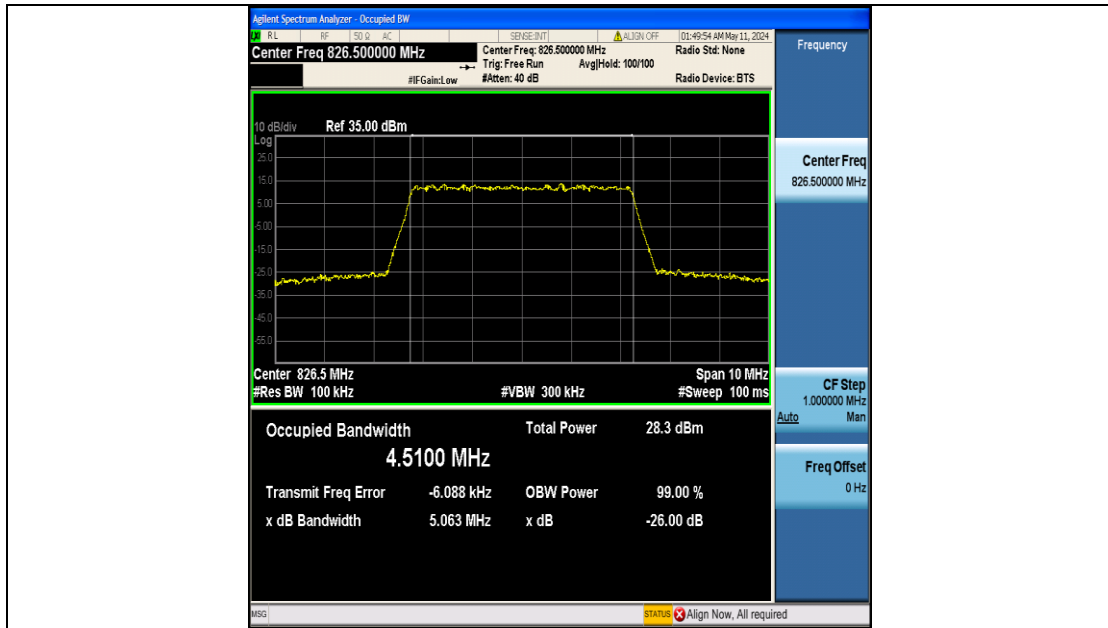 Agilent Spectrum Analyzer - Occupied BW
RL RF 50 Ω AC SENSE:INT ALIGN OFF 01:49:54 AM May 11, 2024
Center Freq 826.500000 MHz
Center Freq: 826.500000 MHz
Radio Std: None
Trig: Free Run Avg|Hold: 100/100
#IFGain:Low
#Atten: 40 dB
Radio Device: BTS
Frequency
10 dB/div Ref 35.00 dBm
Log
25.0
15.0
5.00
-5.00
-15.0
-25.0
-35.0
-45.0
-55.0
Center 826.5 MHz Span 10 MHz
#Res BW 100 kHz #VBW 300 kHz #Sweep 100 ms
Occupied Bandwidth Total Power 28.3 dBm
4.5100 MHz
Transmit Freq Error -6.088 kHz OBW Power 99.00 %
x dB Bandwidth 5.063 MHz x dB -26.00 dB
Center Freq
826.500000 MHz
CF Step
1.000000 MHz
Auto Man
Freq Offset
0 Hz
MSG STATUS Align Now, All required